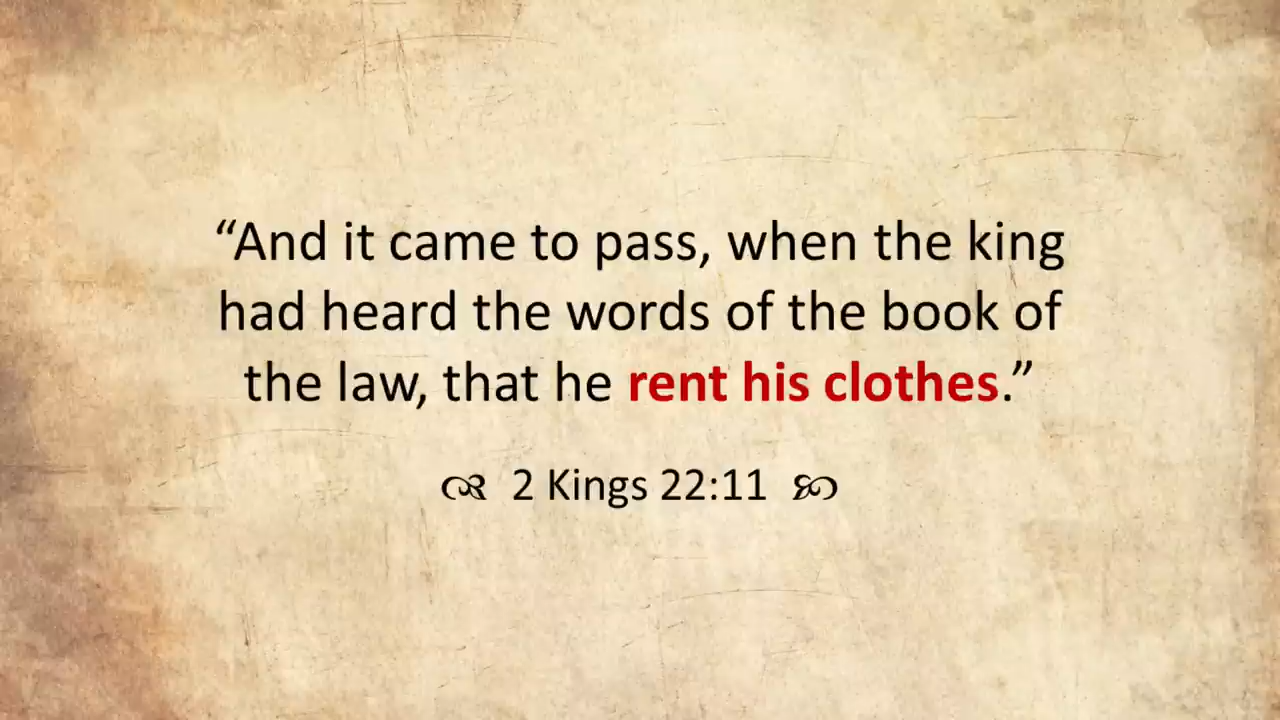 “And it came to pass, when the king
had heard the words of the book of
the law, that he rent his clothes.”
2 Kings 22:11